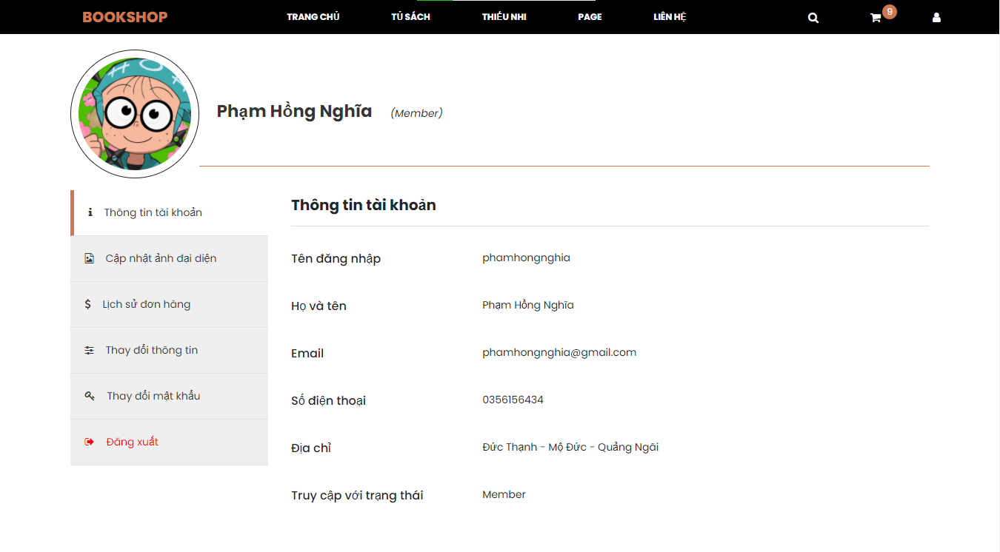 BOOKSHOP TRANG CHỦ TỦ SÁCH THIẾU NHI PAGE LIÊN HỆ 9
Phạm Hồng Nghĩa (Member)
Thông tin tài khoản
Cập nhật ảnh đại diện
Lịch sử đơn hàng
Thay đổi thông tin
Thay đổi mật khẩu
Đăng xuất
Thông tin tài khoản
Tên đăng nhập phamhongnghia
Họ và tên Phạm Hồng Nghĩa
Email phamhongnghia@gmail.com
Số điện thoại 0356156434
Địa chỉ Đức Thạnh - Mộ Đức - Quảng Ngãi
Truy cập với trạng thái Member